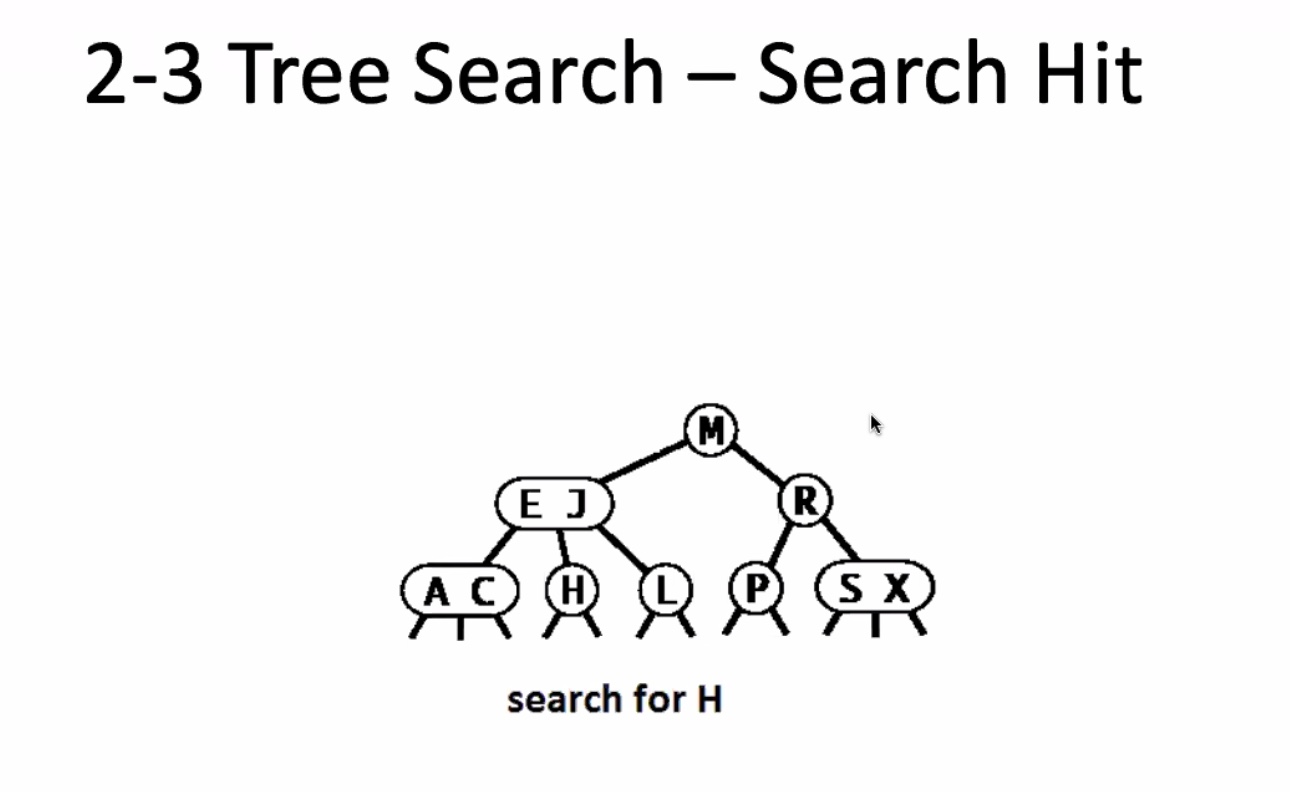 2-3 Tree Search – Search Hit
M
E J
R
A C
H
L
P
S X
search for H